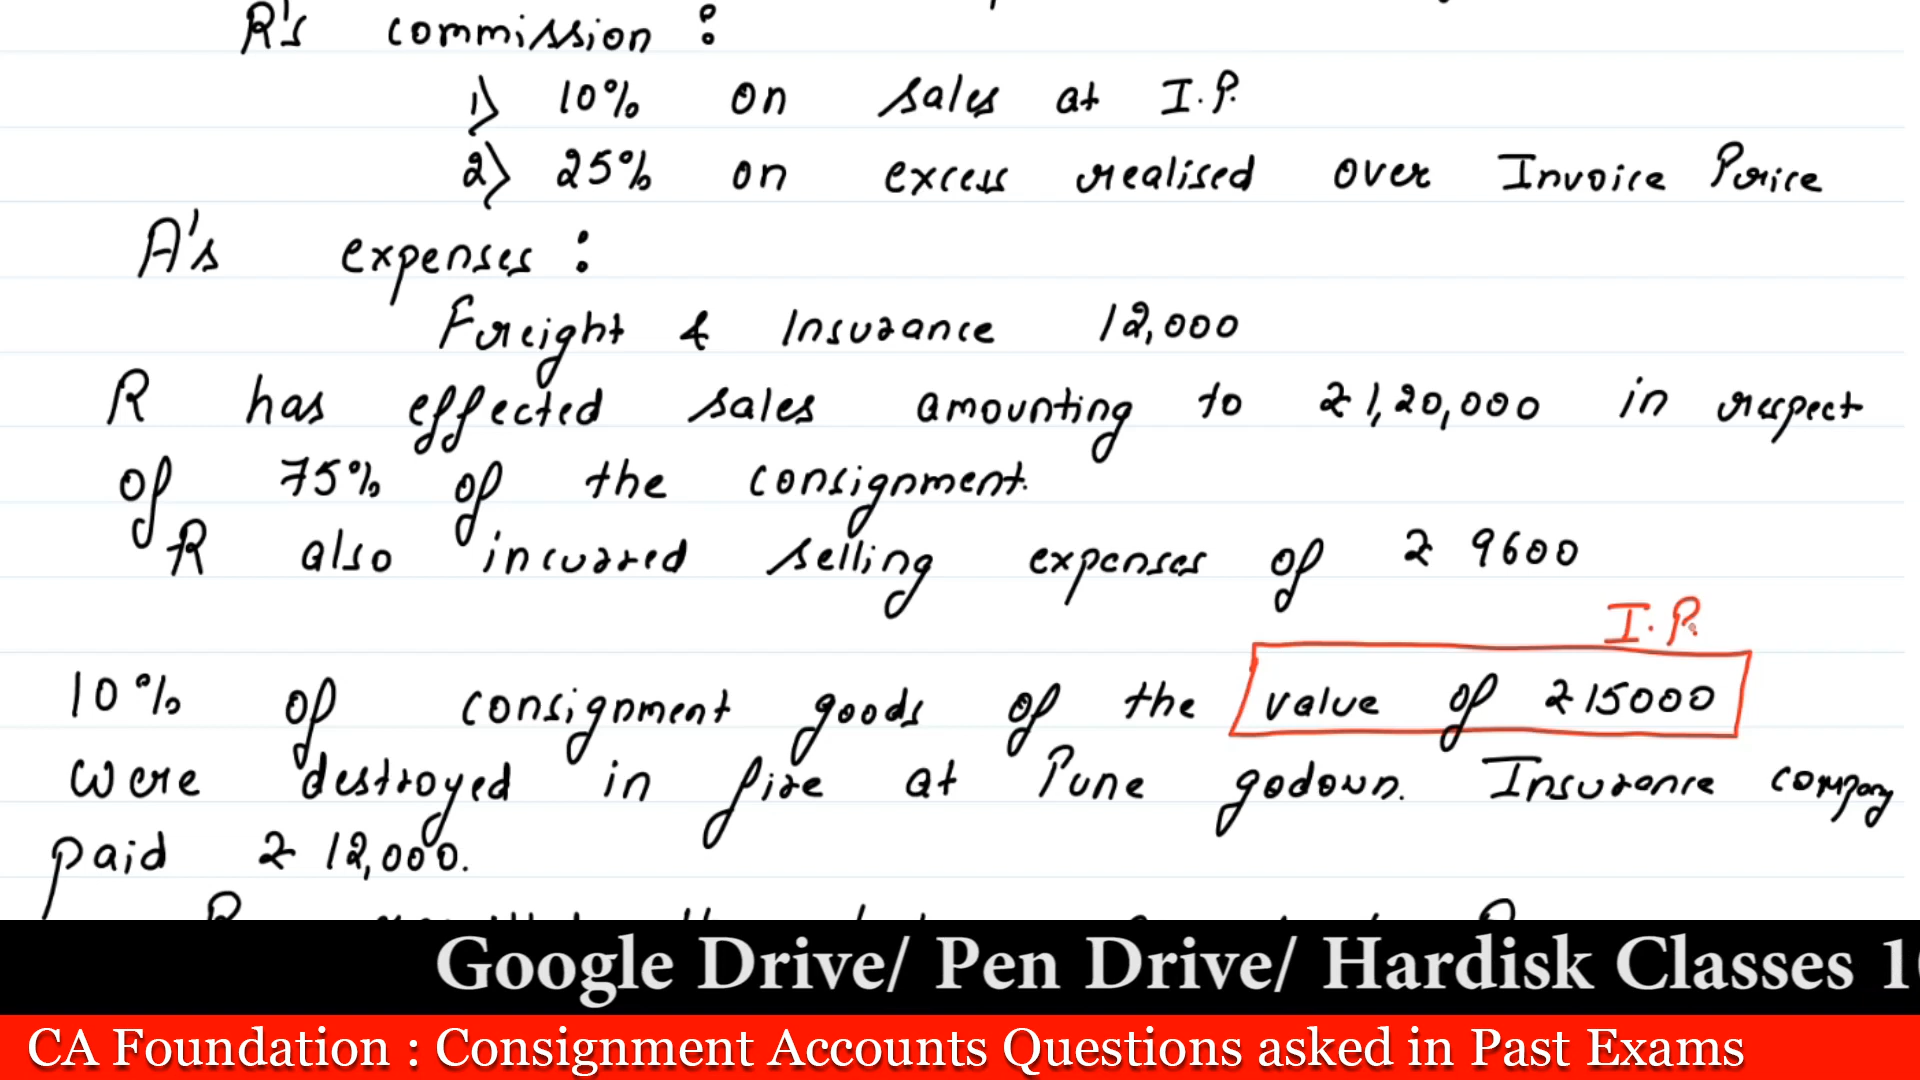 R's commission :
1) 10% on sales at I.P.
2) 25% on excess realised over Invoice Price
A's expenses :
Freight & Insurance 12,000
R has effected sales amounting to ₹1,20,000 in respect
of 75% of the consignment.
R also incurred selling expenses of ₹ 9600
I.P.
10% of consignment goods of the value of ₹15000
were destroyed in fire at Pune godown. Insurance company
paid ₹ 12,000.
Google Drive/ Pen Drive/ Hardisk Classes 1
CA Foundation : Consignment Accounts Questions asked in Past Exams